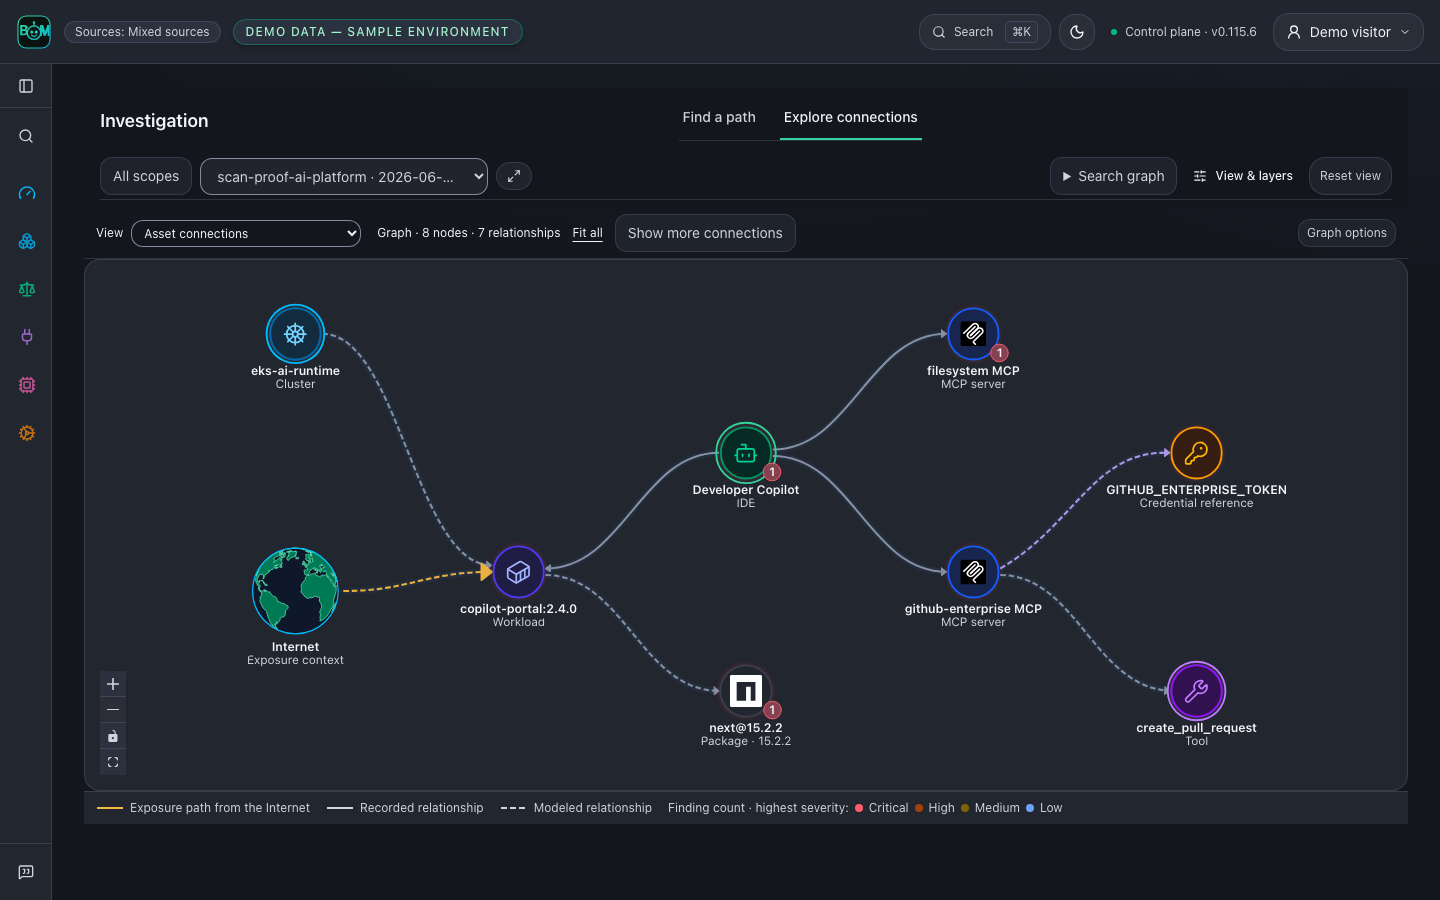 BOM
Sources: Mixed sources
DEMO DATA — SAMPLE ENVIRONMENT
Search
⌘K
Control plane · v0.115.6
Demo visitor
Investigation
Find a path
Explore connections
All scopes
scan-proof-ai-platform · 2026-06-...
Search graph
View & layers
Reset view
View
Asset connections
Graph · 8 nodes · 7 relationships
Fit all
Show more connections
Graph options
eks-ai-runtime
Cluster
1
filesystem MCP
MCP server
1
Developer Copilot
IDE
GITHUB_ENTERPRISE_TOKEN
Credential reference
Internet
Exposure context
copilot-portal:2.4.0
Workload
github-enterprise MCP
MCP server
1
next@15.2.2
Package · 15.2.2
create_pull_request
Tool
Exposure path from the Internet
Recorded relationship
Modeled relationship
Finding count · highest severity:
Critical
High
Medium
Low